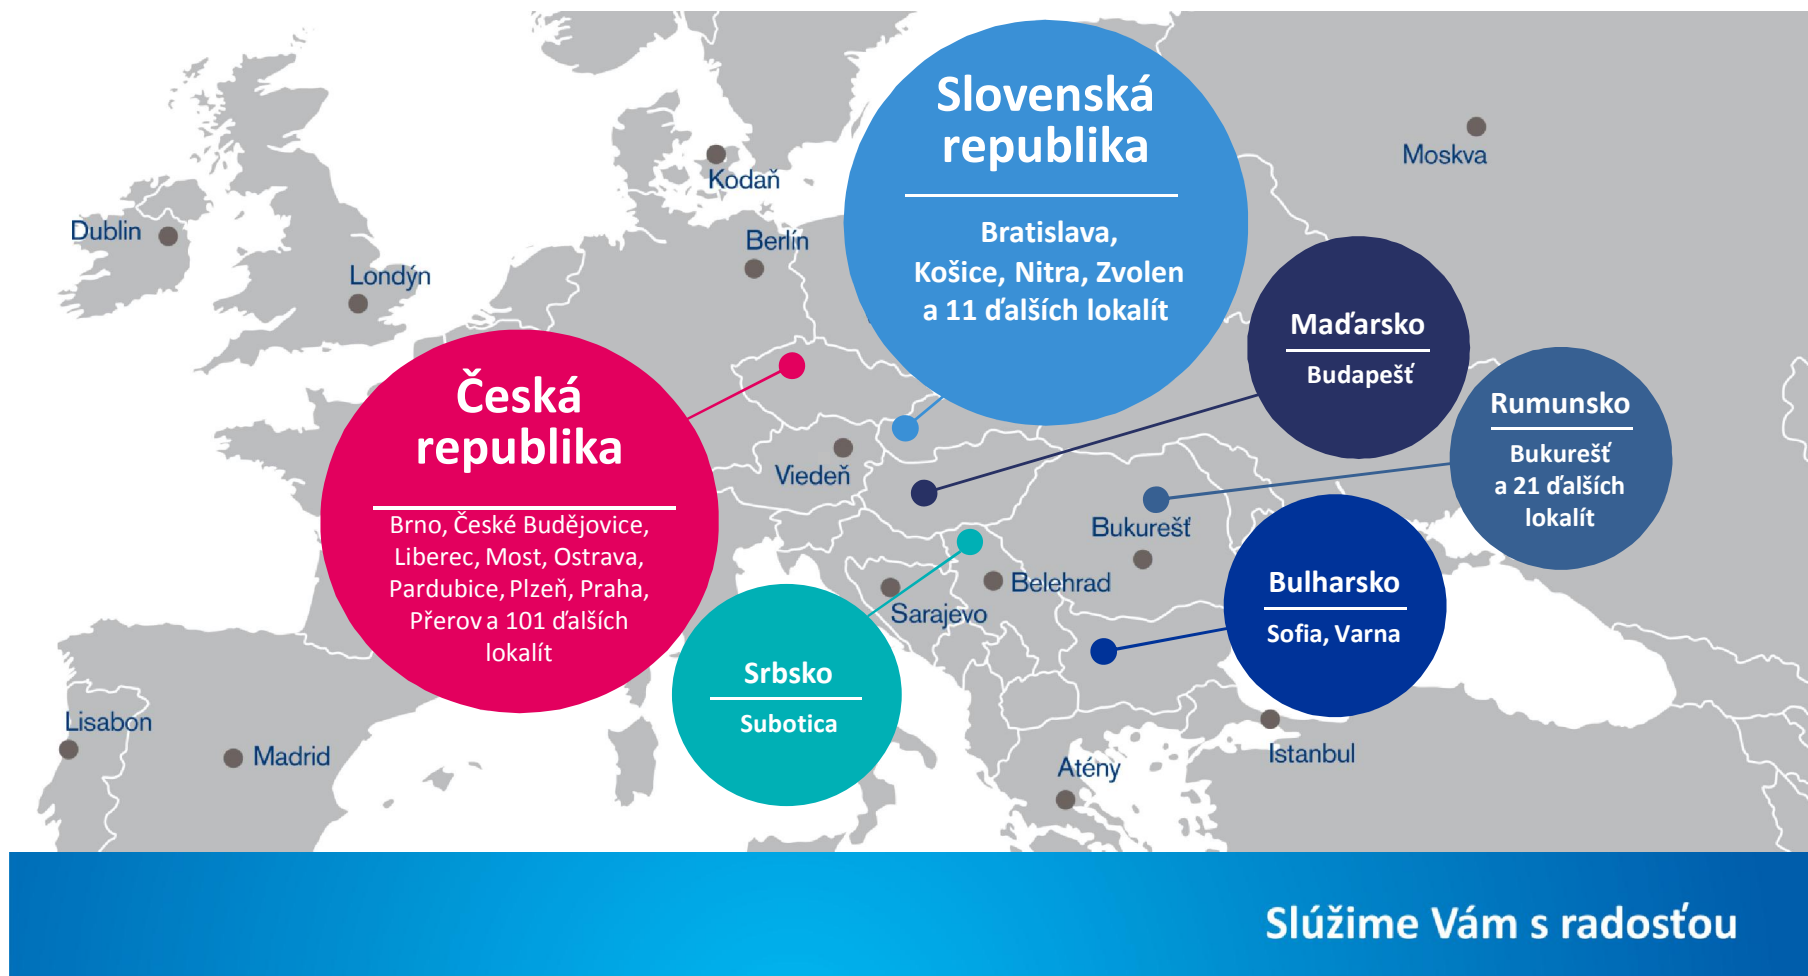 Slovenská
republika
Bratislava,
Košice, Nitra, Zvolen
a 11 ďalších lokalít
Moskva
Kodaň
Dublin
Berlín
Londýn
Maďarsko
Budapešť
Česká
republika
Brno, České Budějovice,
Liberec, Most, Ostrava,
Pardubice, Plzeň, Praha,
Přerov a 101 ďalších
lokalít
Rumunsko
Bukurešť
a 21 ďalších
lokalít
Viedeň
Bukurešť
Belehrad
Sarajevo
Bulharsko
Sofia, Varna
Srbsko
Subotica
Lisabon
Madrid
Atény
Istanbul
Slúžime Vám s radosťou